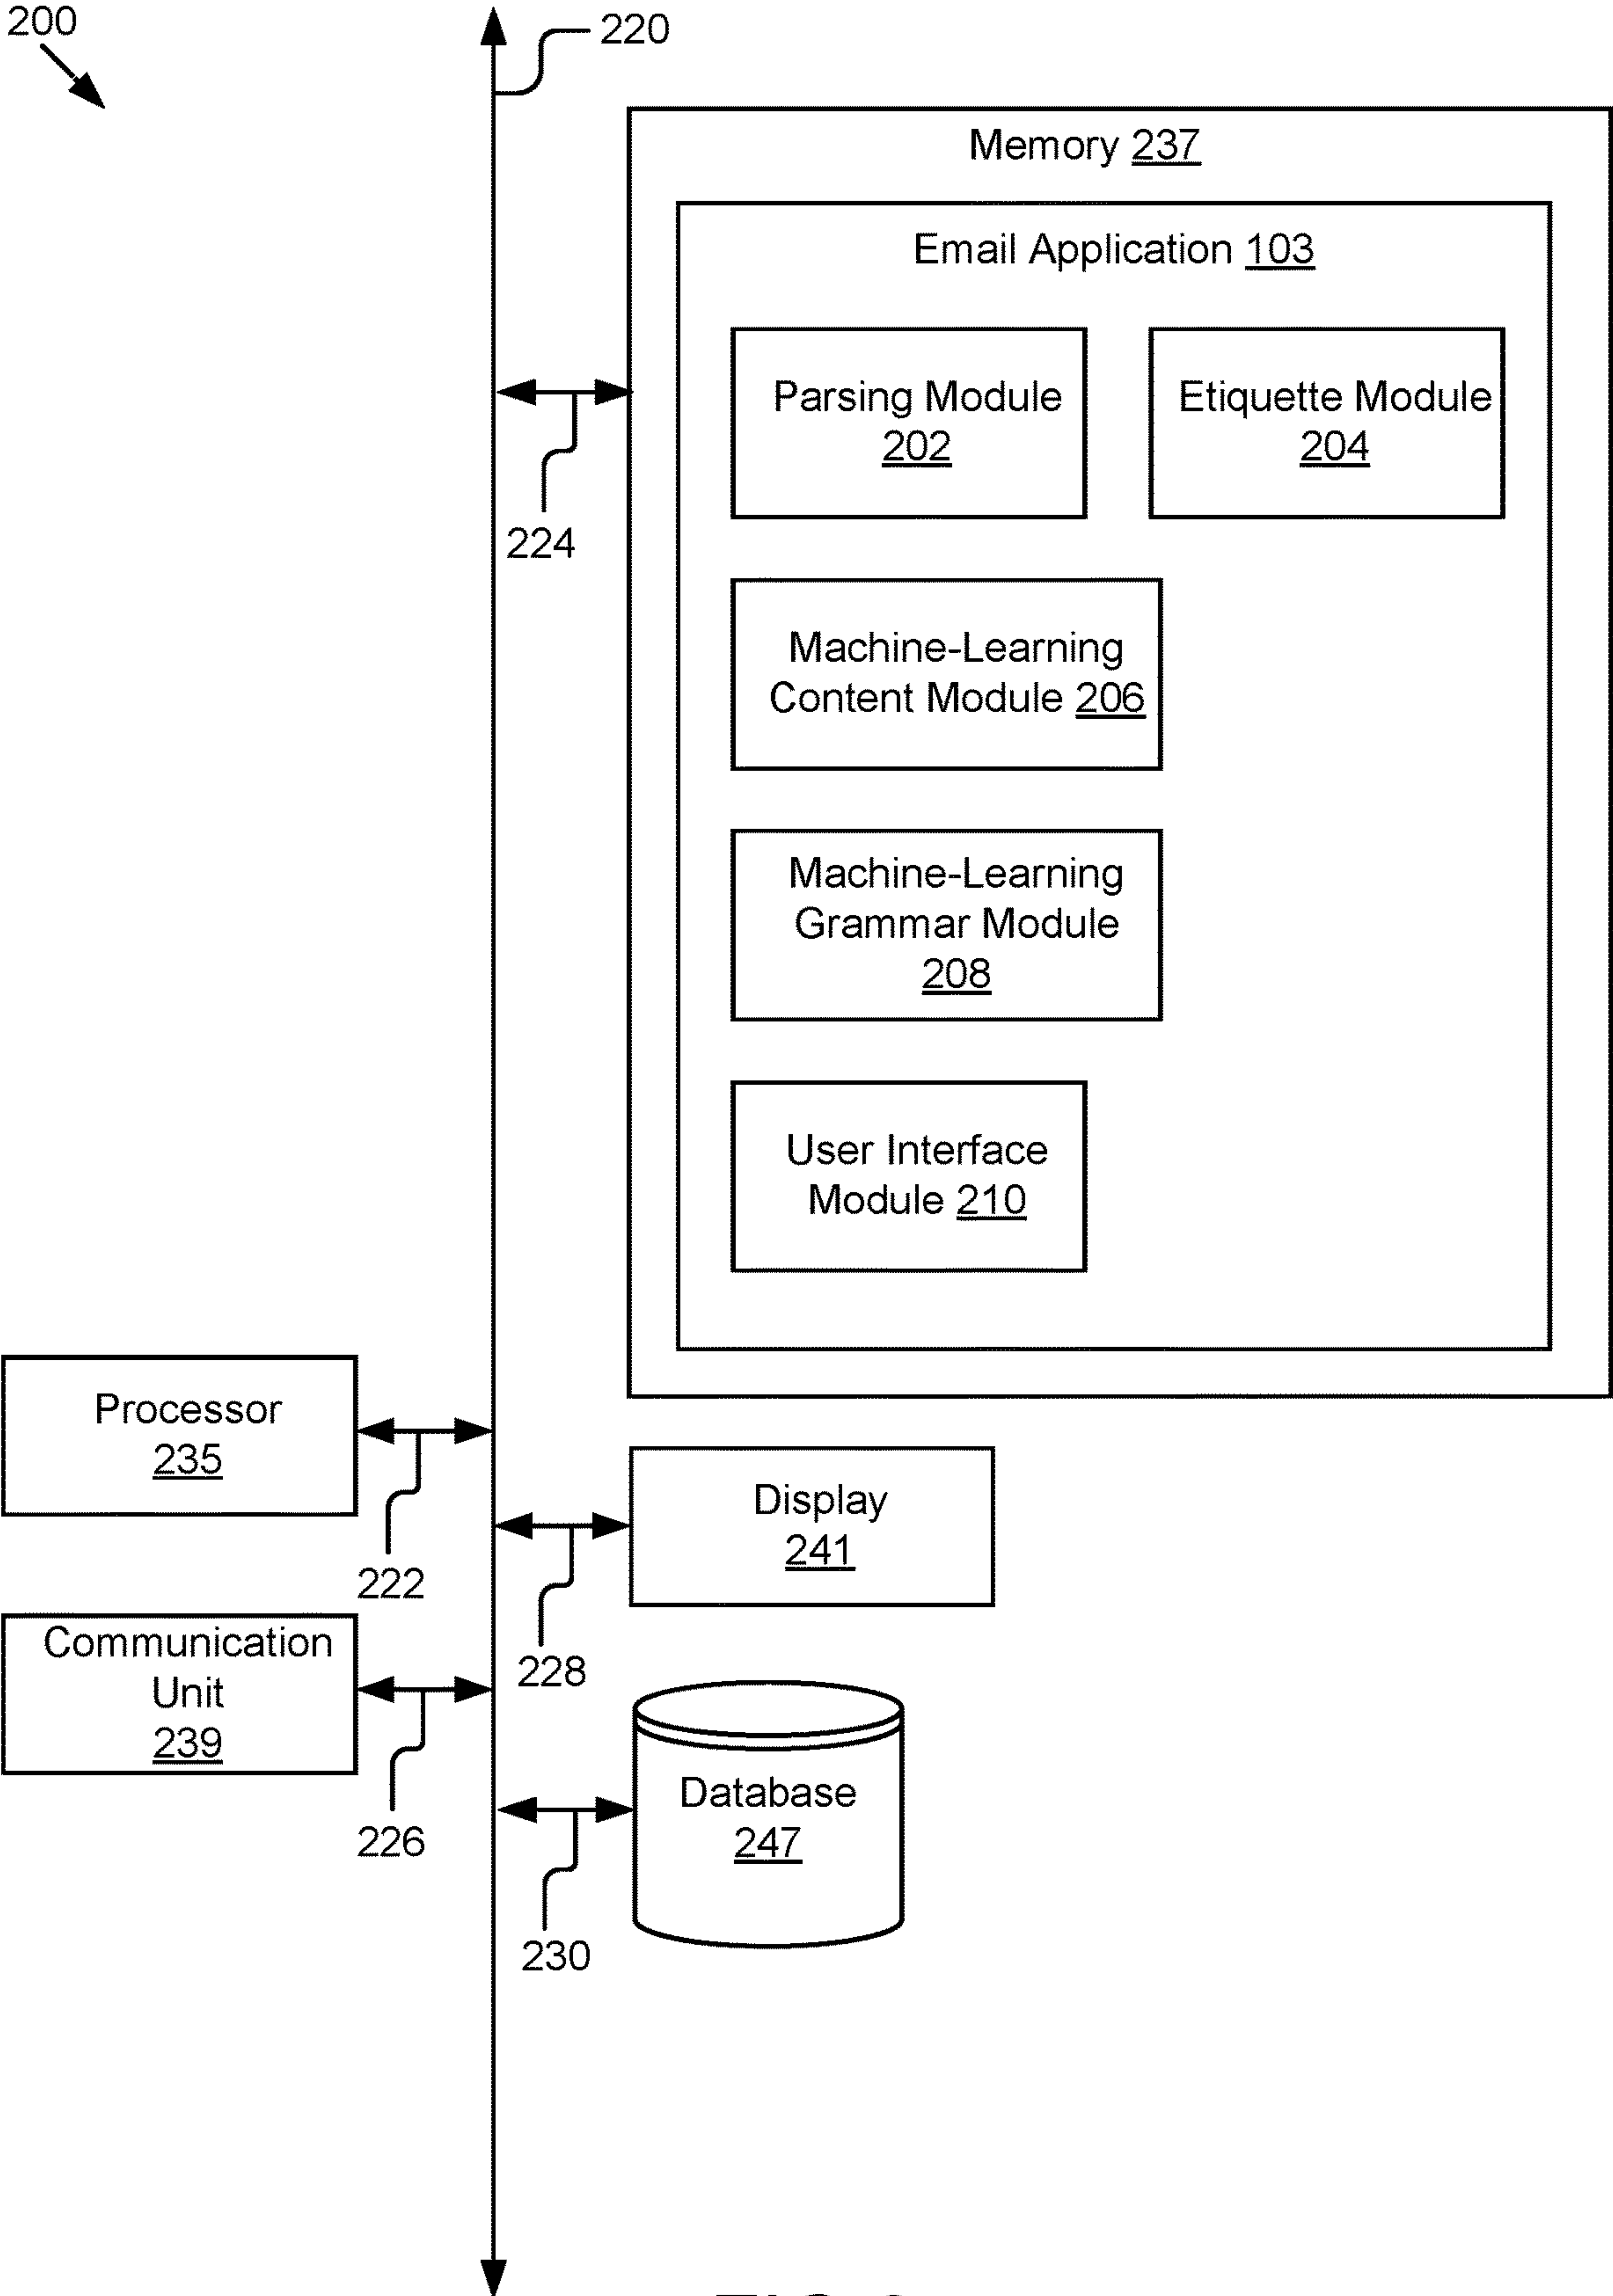 200
220
Memory 237
Email Application 103
Parsing Module
202
Etiquette Module
204
224
Machine-Learning
Content Module 206
Machine-Learning
Grammar Module
208
User Interface
Module 210
Processor
235
222
Display
241
228
Communication
Unit
239
226
Database
247
230